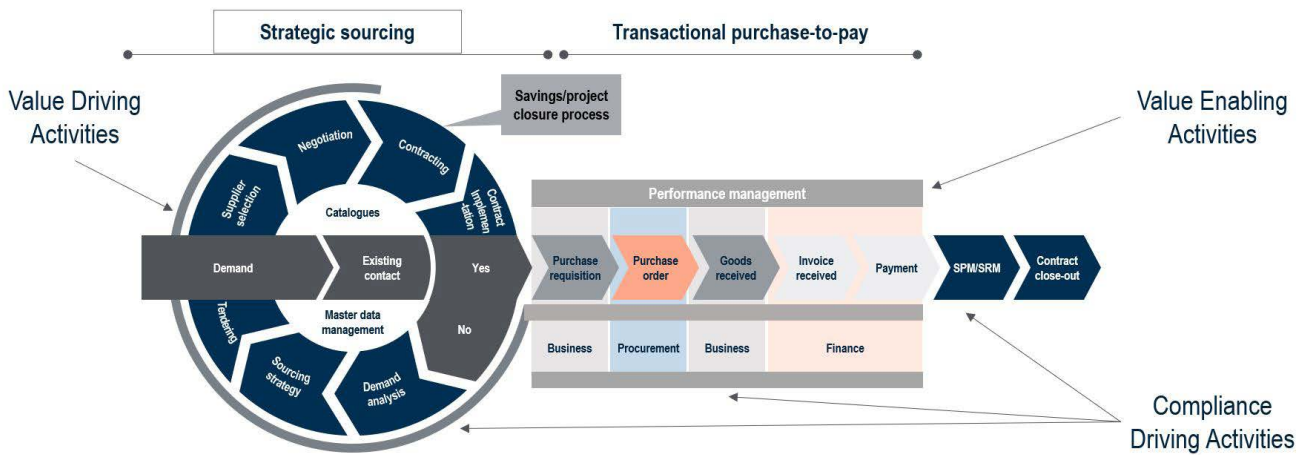 Strategic sourcing
Transactional purchase-to-pay
Value Driving
Activities
Savings/project
closure process
Value Enabling
Activities
Negotiation
Contracting
Supplier
selection
Contract
Implemen
-tation
Catalogues
Performance management
Demand
Existing
contact
Yes
Purchase
requisition
Purchase
order
Goods
received
Invoice
received
Payment
SPM/SRM
Contract
close-out
Tendering
Master data
management
No
Sourcing
strategy
Demand
analysis
Business
Procurement
Business
Finance
Compliance
Driving Activities